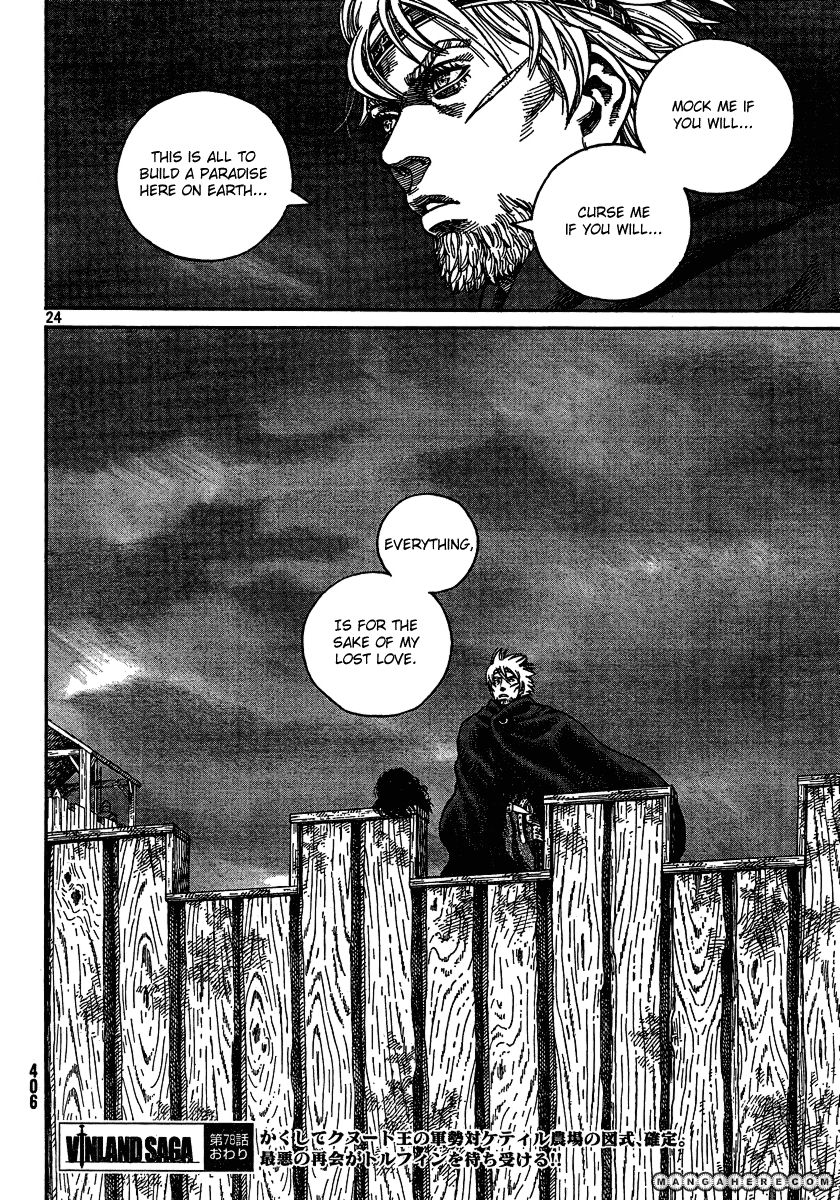 MOCK ME IF
YOU WILL...
CURSE ME
IF YOU WILL...
THIS IS ALL TO
BUILD A PARADISE
HERE ON EARTH...
24
EVERYTHING,
IS FOR THE
SAKE OF MY
LOST LOVE.
406
VINLAND SAGA
第78話
おわり
かくしてクヌート王の軍勢対ケティル農場の図式、確定。
最悪の再会がトルフィンを待ち受ける!!
MANGAHERE.COM